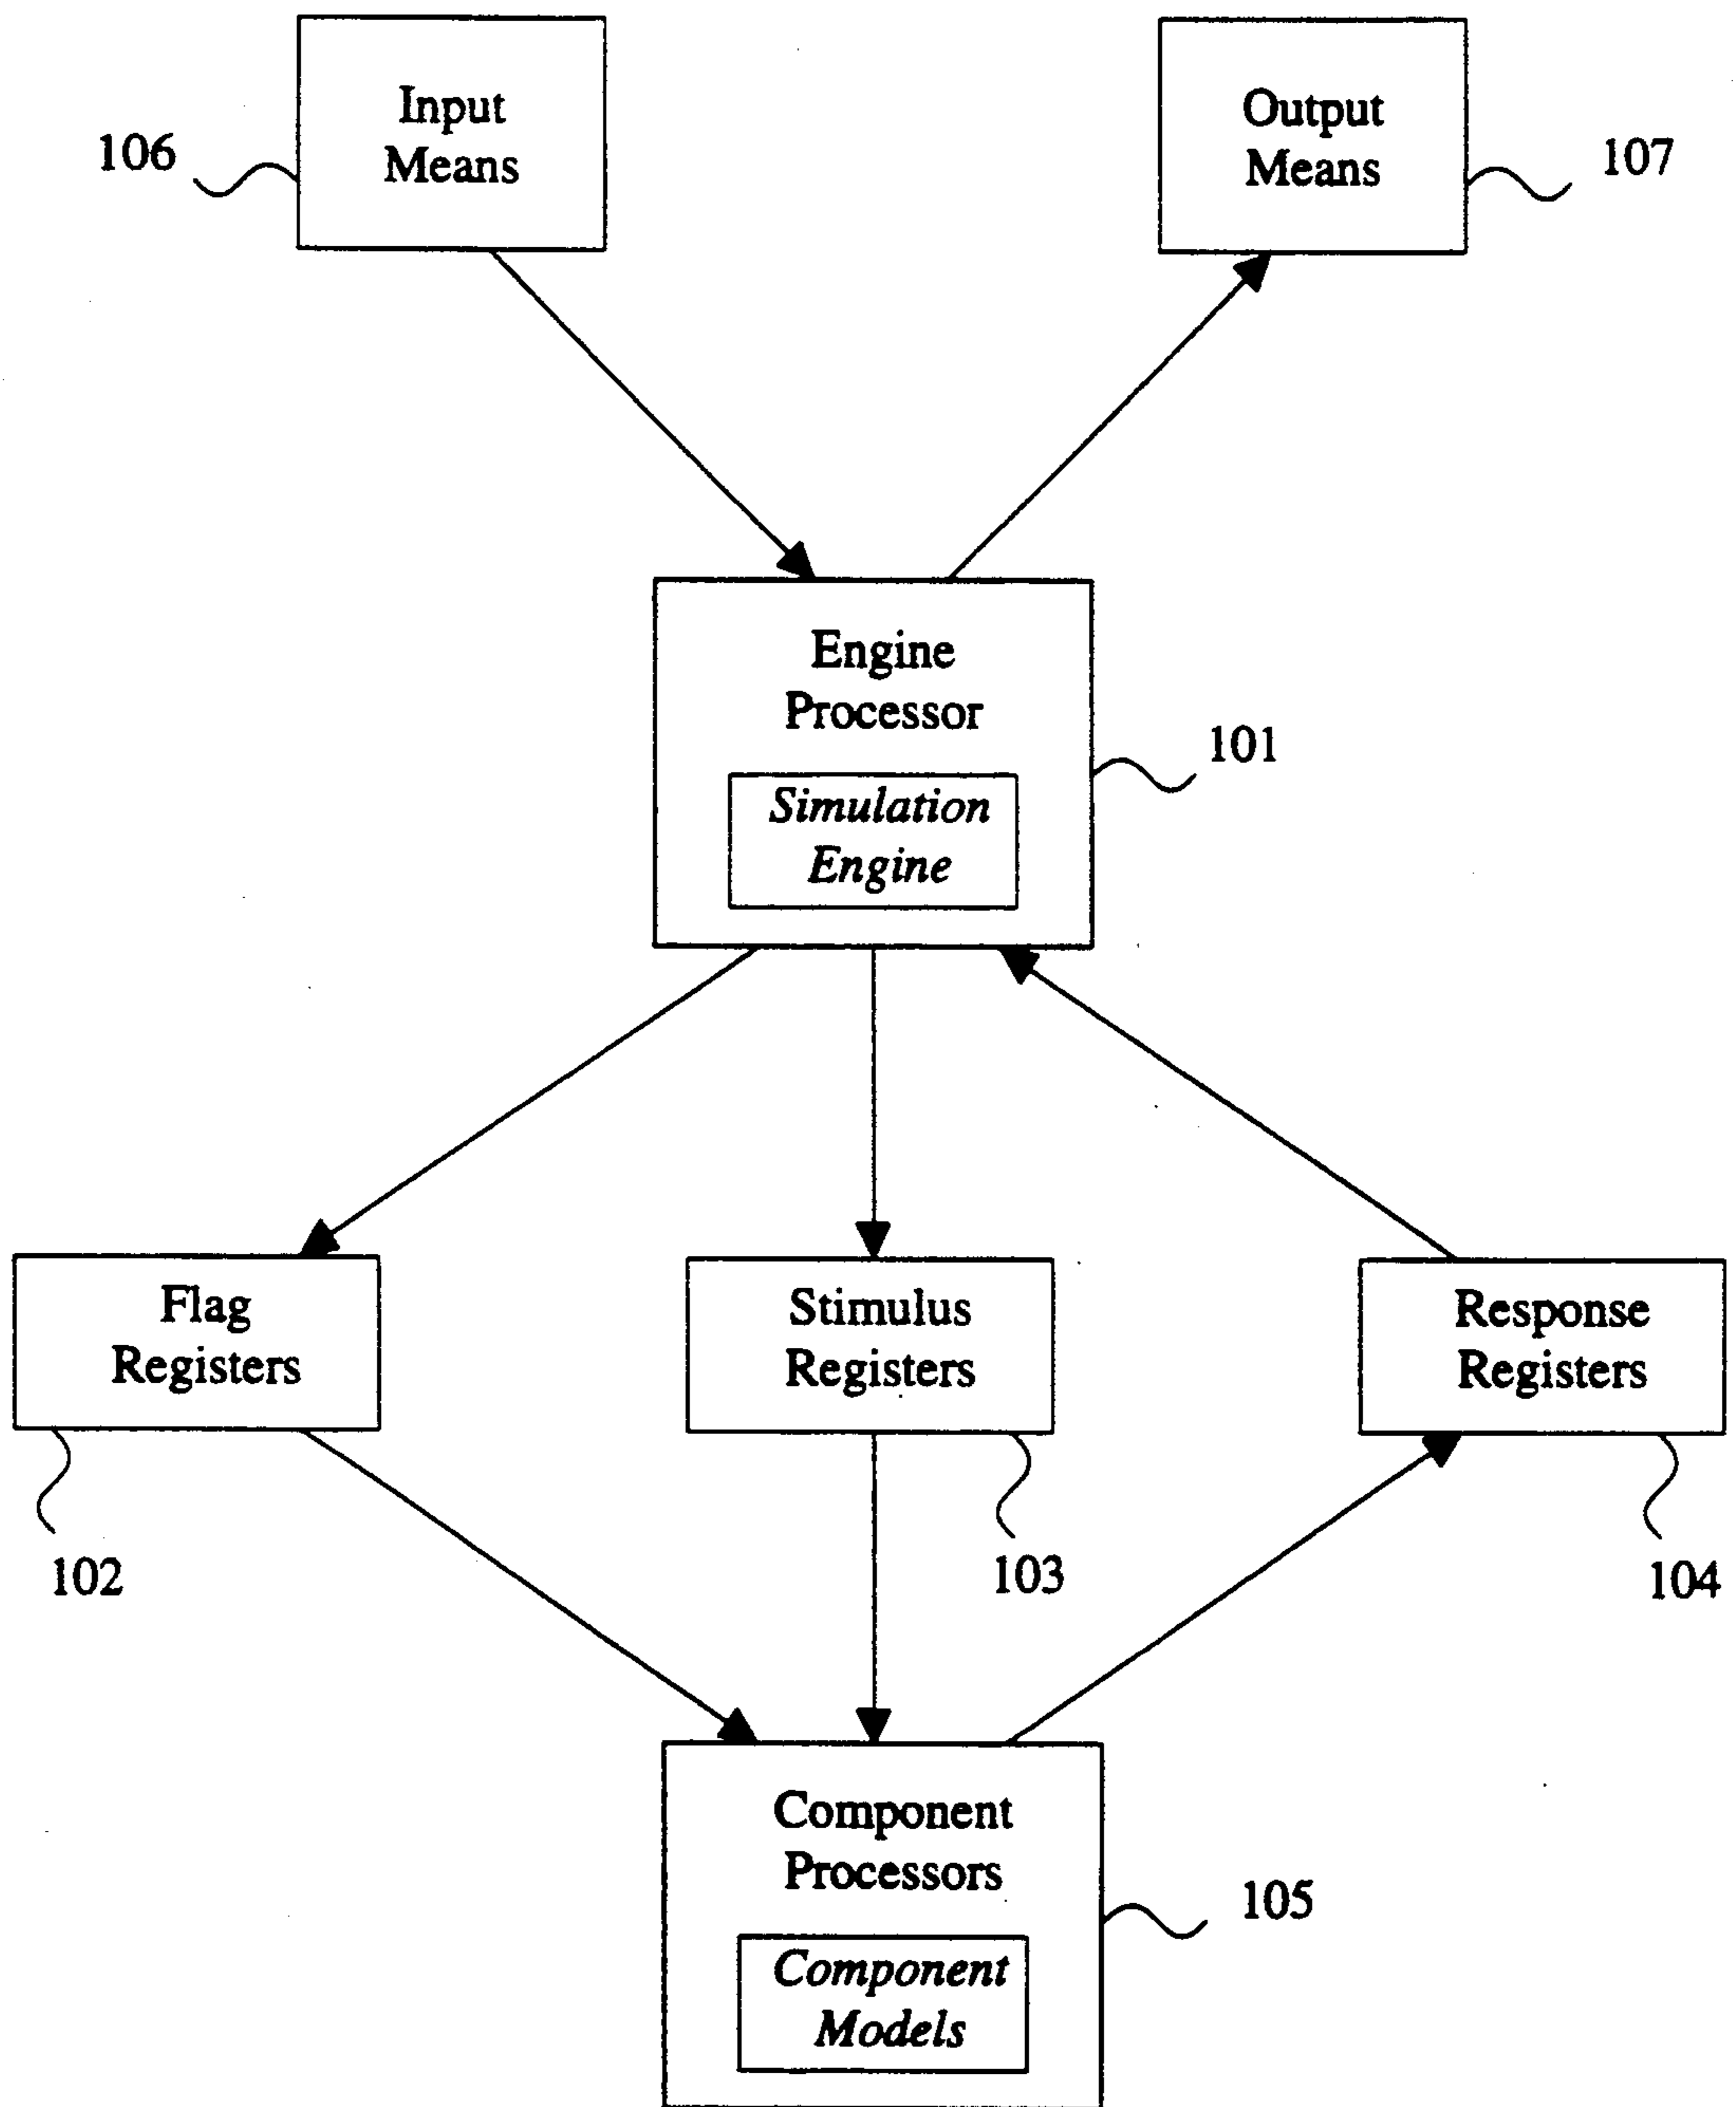 Input
Means
106
Output
Means
107
Engine
Processor
101
Simulation
Engine
Flag
Registers
Stimulus
Registers
Response
Registers
102
103
104
Component
Processors
105
Component
Models